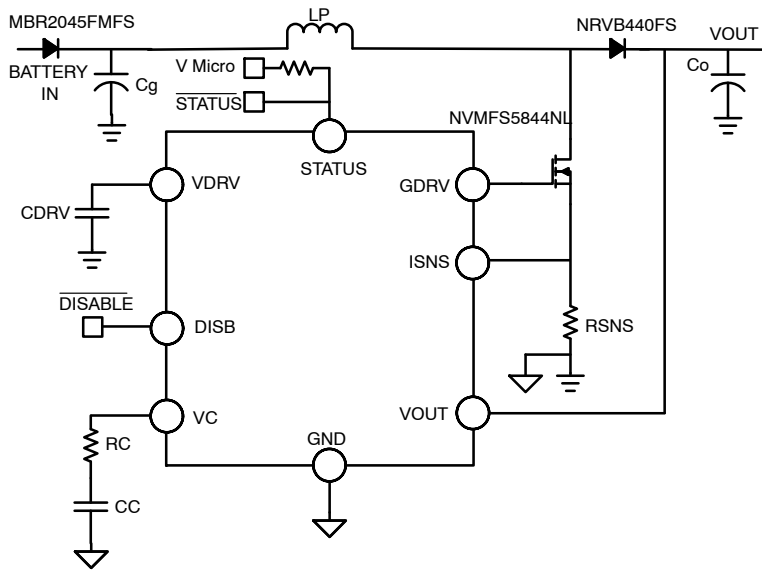 MBR2045FMFS
LP
NRVB440FS
VOUT
BATTERY
IN
Cg
V Micro
STATUS
Co
NVMFS5844NL
STATUS
VDRV
GDRV
CDRV
ISNS
DISABLE
DISB
RSNS
VC
VOUT
GND
RC
CC